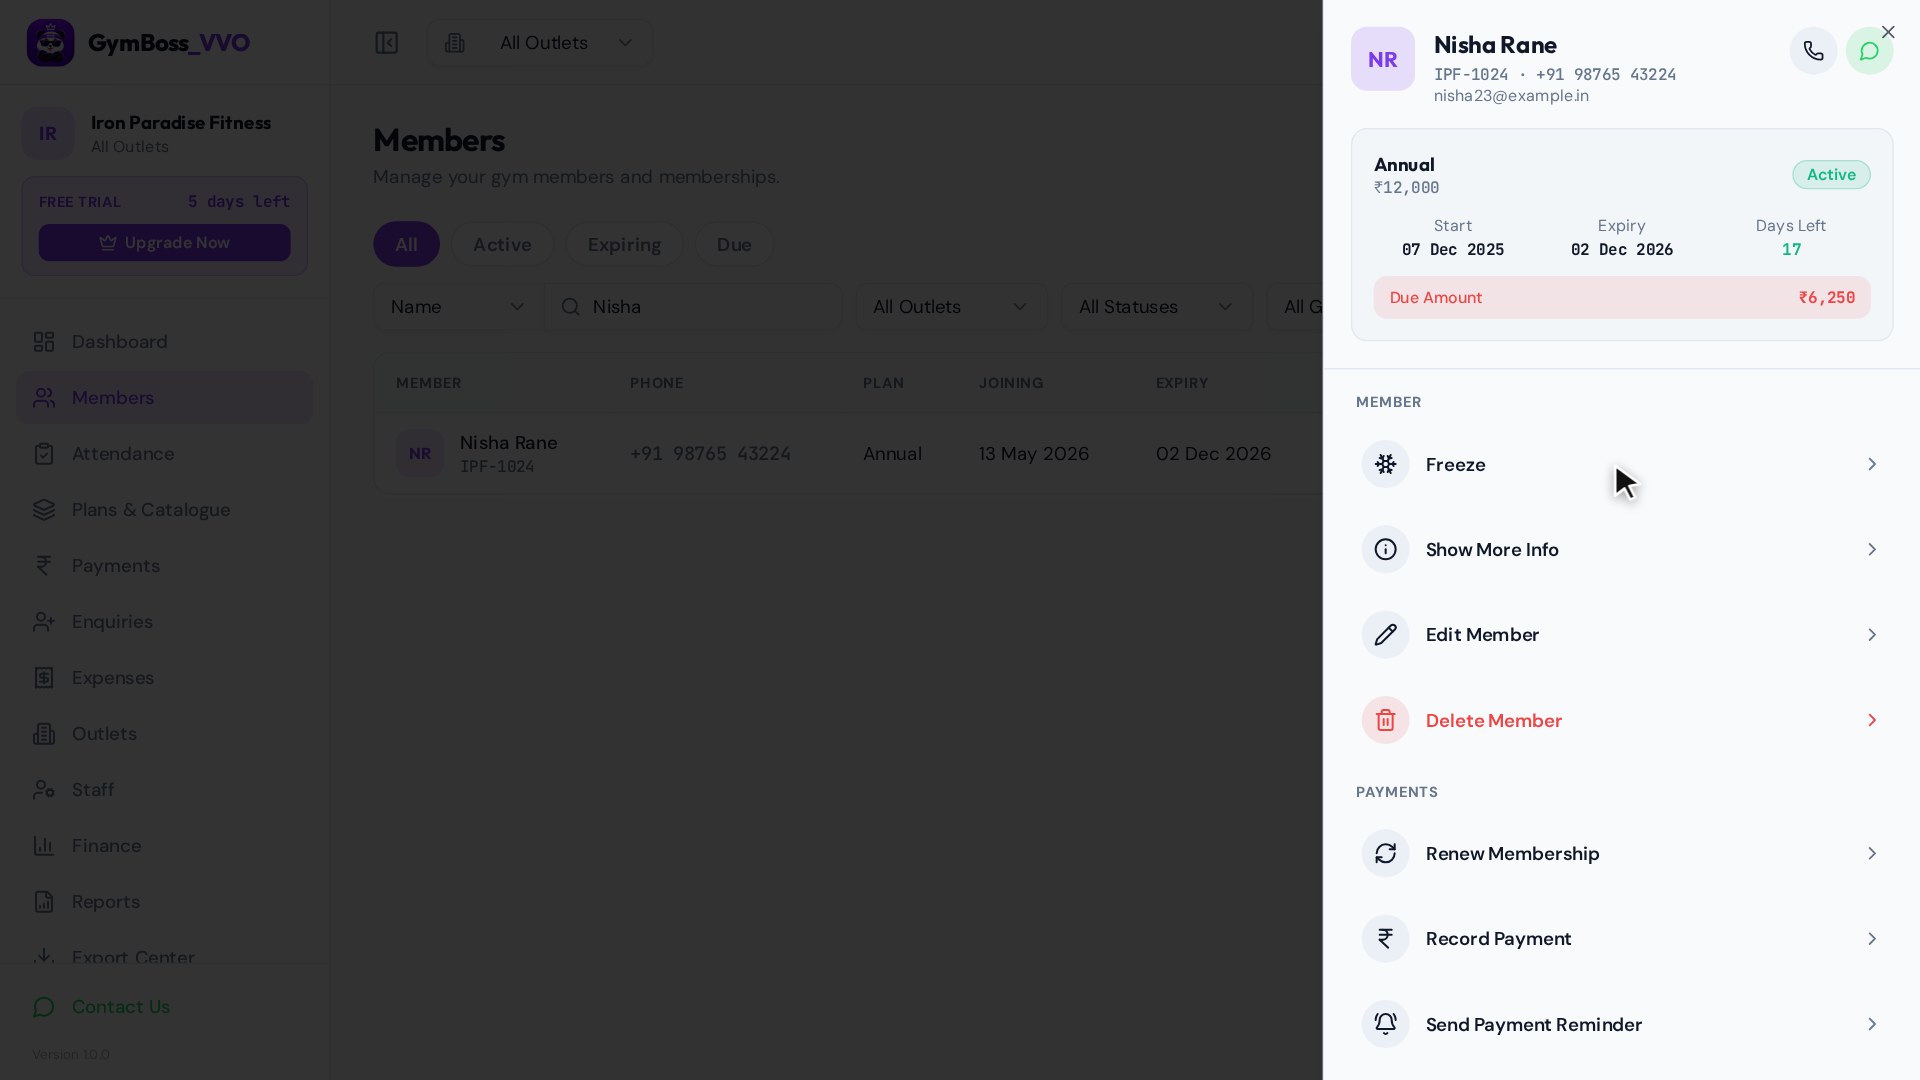 GymBoss_VVO
IR
Iron Paradise Fitness
All Outlets
FREE TRIAL
5 days left
Upgrade Now
Dashboard
Members
Attendance
Plans & Catalogue
Payments
Enquiries
Expenses
Outlets
Staff
Finance
Reports
Export Center
Contact Us
Version 1.0.0
All Outlets
Members
Manage your gym members and memberships.
All
Active
Expiring
Due
Name
Nisha
All Outlets
All Statuses
All G
MEMBER
PHONE
PLAN
JOINING
EXPIRY
NR
Nisha Rane
IPF-1024
+91 98765 43224
Annual
13 May 2026
02 Dec 2026
NR
Nisha Rane
IPF-1024 · +91 98765 43224
nisha23@example.in
Annual
₹12,000
Active
Start
Expiry
Days Left
07 Dec 2025
02 Dec 2026
17
Due Amount
₹6,250
MEMBER
Freeze
Show More Info
Edit Member
Delete Member
PAYMENTS
Renew Membership
Record Payment
Send Payment Reminder